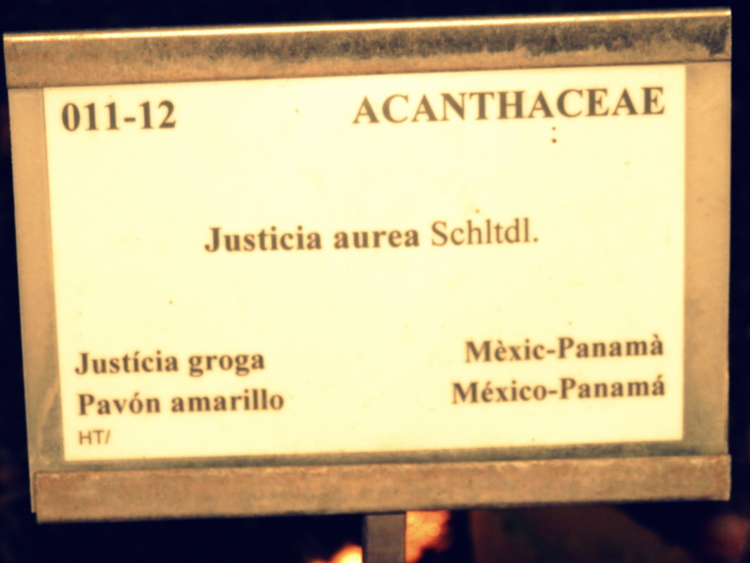 011-12 ACANTHACEAE
Justicia aurea Schltdl.
Justícia groga Mèxic-Panamà
Pavón amarillo México-Panamá
HT/